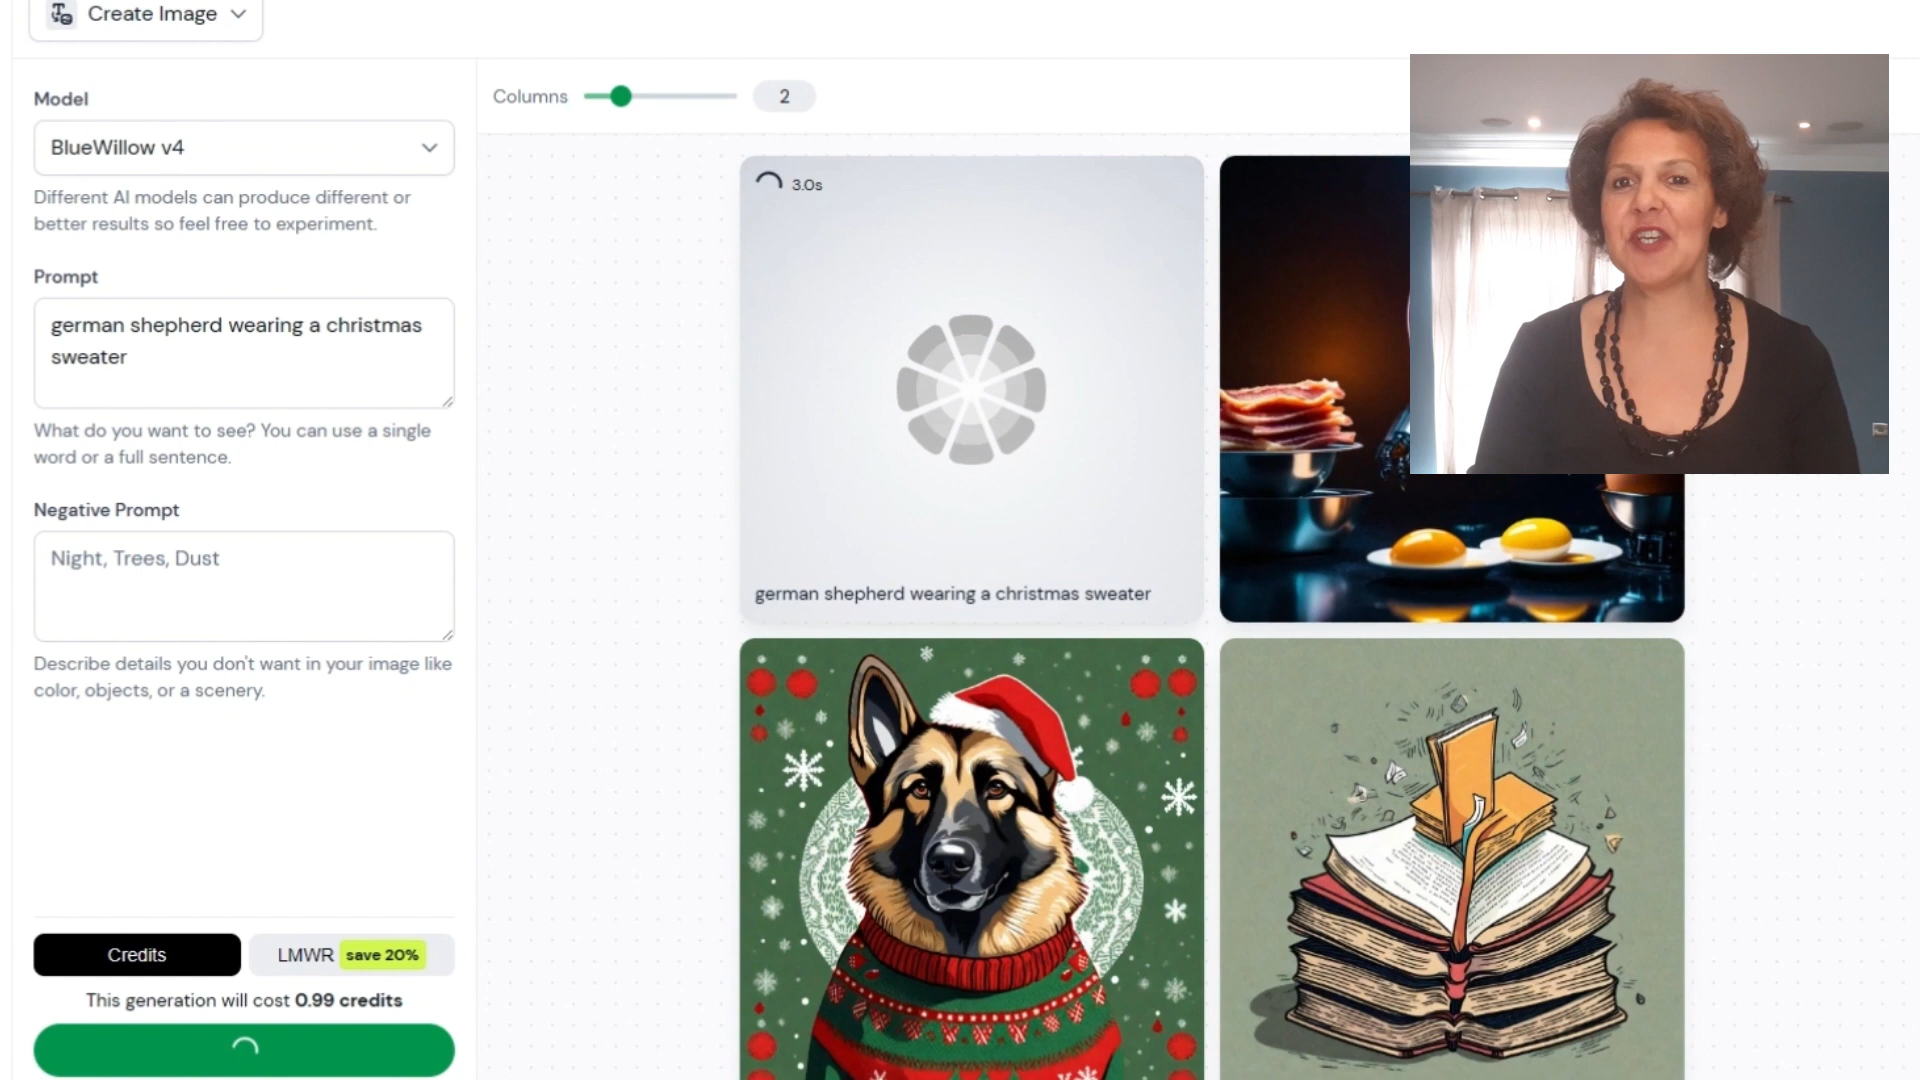 Create Image
Model
BlueWillow v4
Different AI models can produce different or
better results so feel free to experiment.
Prompt
german shepherd wearing a christmas
sweater
What do you want to see? You can use a single
word or a full sentence.
Negative Prompt
Night, Trees, Dust
Describe details you don't want in your image like
color, objects, or a scenery.
Credits
LMWR save 20%
This generation will cost 0.99 credits
Columns 2
3.0s
german shepherd wearing a christmas sweater